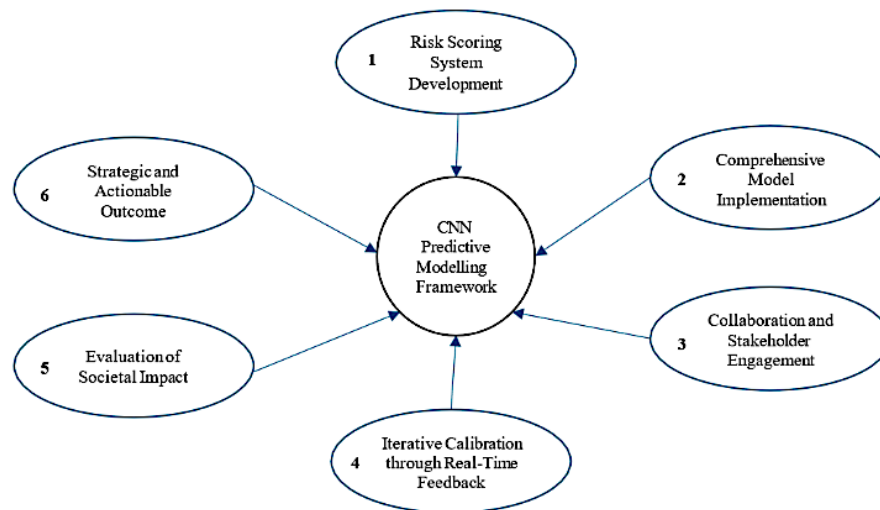 1
Risk Scoring
System
Development
2
Comprehensive
Model
Implementation
3
Collaboration and
Stakeholder
Engagement
4
Iterative Calibration
through Real-Time
Feedback
5
Evaluation of
Societal Impact
6
Strategic and
Actionable
Outcome
CNN
Predictive
Modelling
Framework